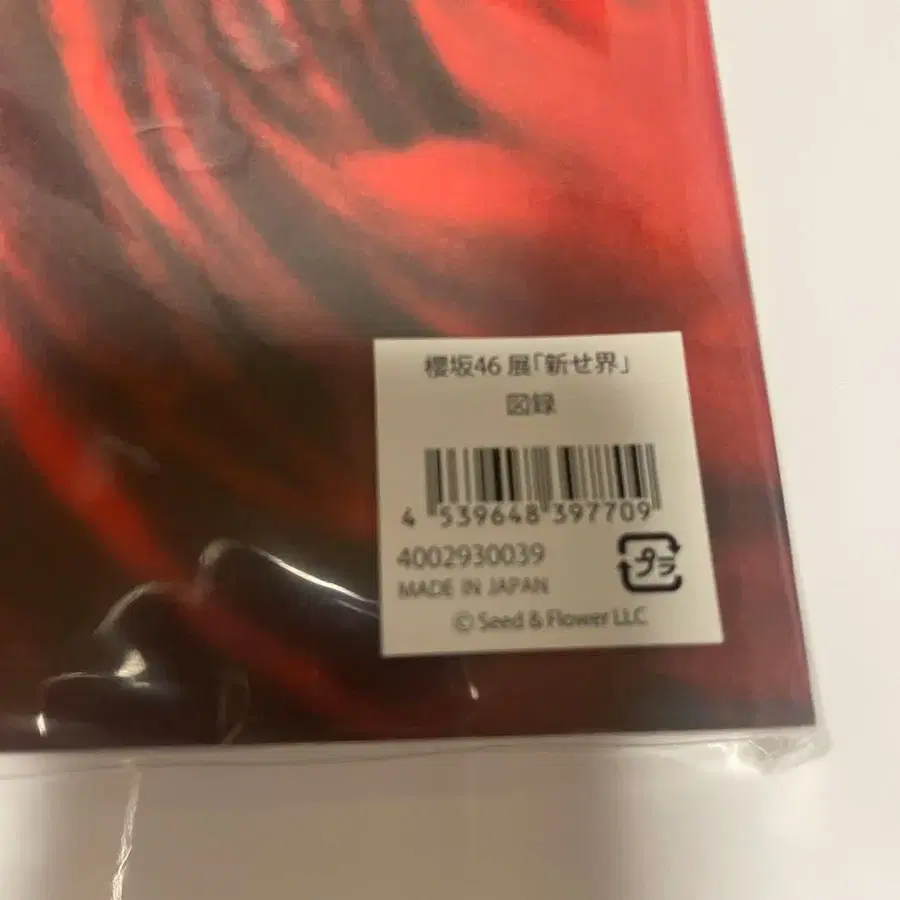 櫻坂46 展「新せ界」
図録
4 539648 397709
4002930039
プラ
MADE IN JAPAN
© Seed & Flower LLC